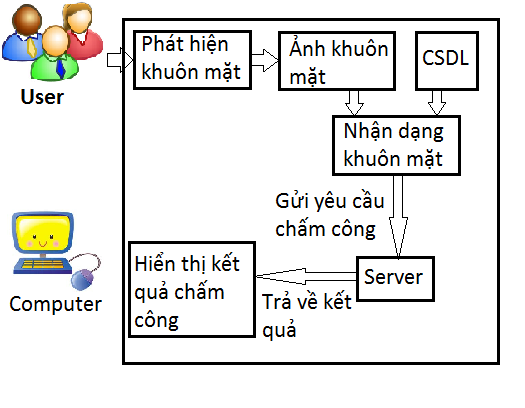 User
Phát hiện
khuôn mặt
Ảnh khuôn
mặt
CSDL
Nhận dạng
khuôn mặt
Gửi yêu cầu
chấm công
Server
Trả về kết
quả
Hiển thị kết
quả chấm
công
Computer